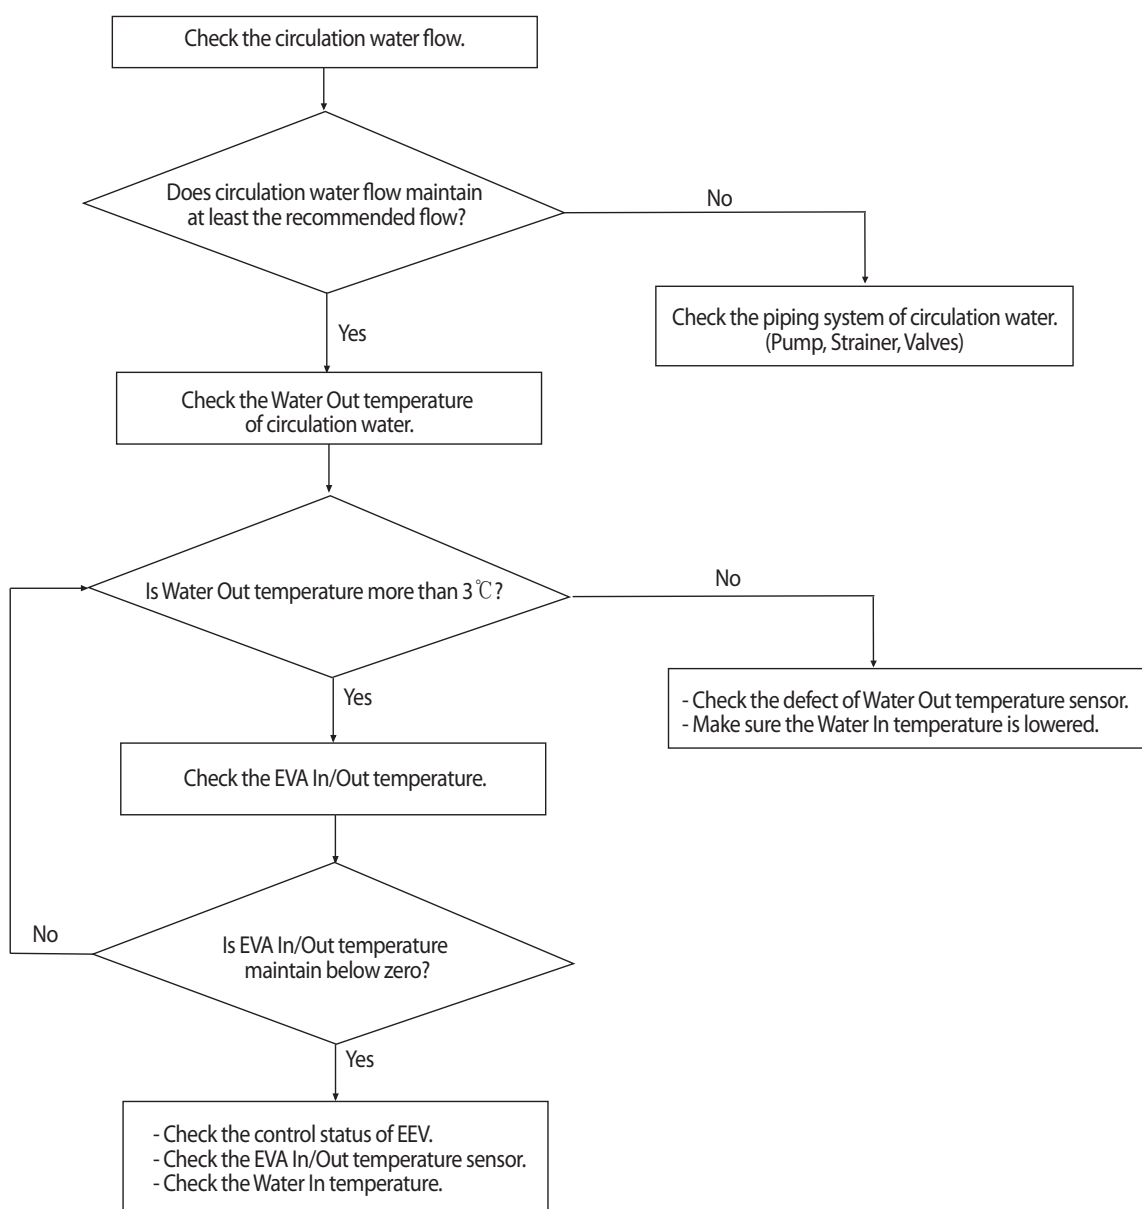 Check the circulation water flow.
Does circulation water flow maintain
at least the recommended flow?
No
Check the piping system of circulation water.
(Pump, Strainer, Valves)
Yes
Check the Water Out temperature
of circulation water.
Is Water Out temperature more than 3℃?
No
- Check the defect of Water Out temperature sensor.
- Make sure the Water In temperature is lowered.
Yes
Check the EVA In/Out temperature.
Is EVA In/Out temperature
maintain below zero?
No
Yes
- Check the control status of EEV.
- Check the EVA In/Out temperature sensor.
- Check the Water In temperature.